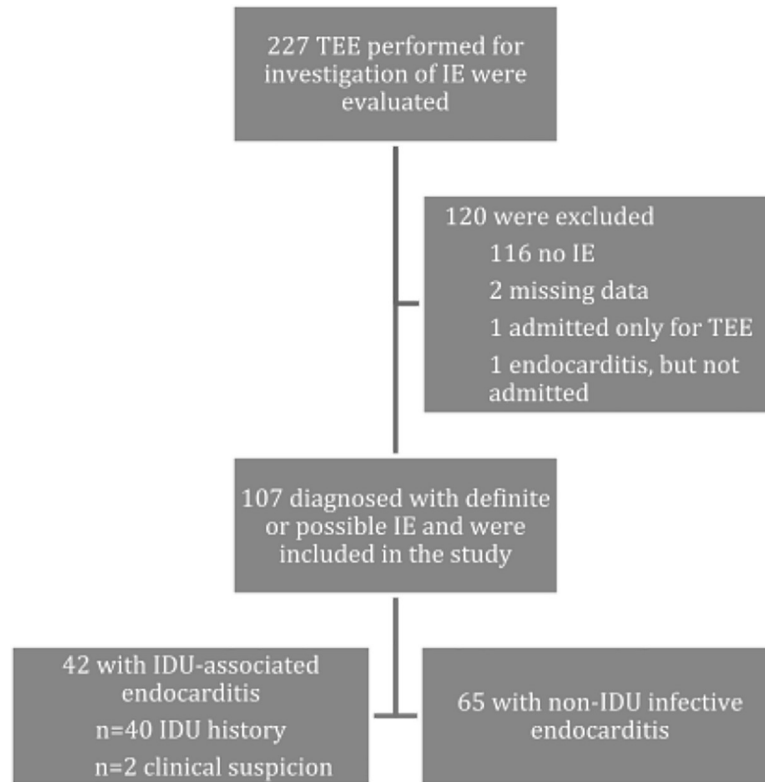 227 TEE performed for
investigation of IE were
evaluated
120 were excluded
116 no IE
2 missing data
1 admitted only for TEE
1 endocarditis, but not
admitted
107 diagnosed with definite
or possible IE and were
included in the study
42 with IDU-associated
endocarditis
n=40 IDU history
n=2 clinical suspicion
65 with non-IDU infective
endocarditis